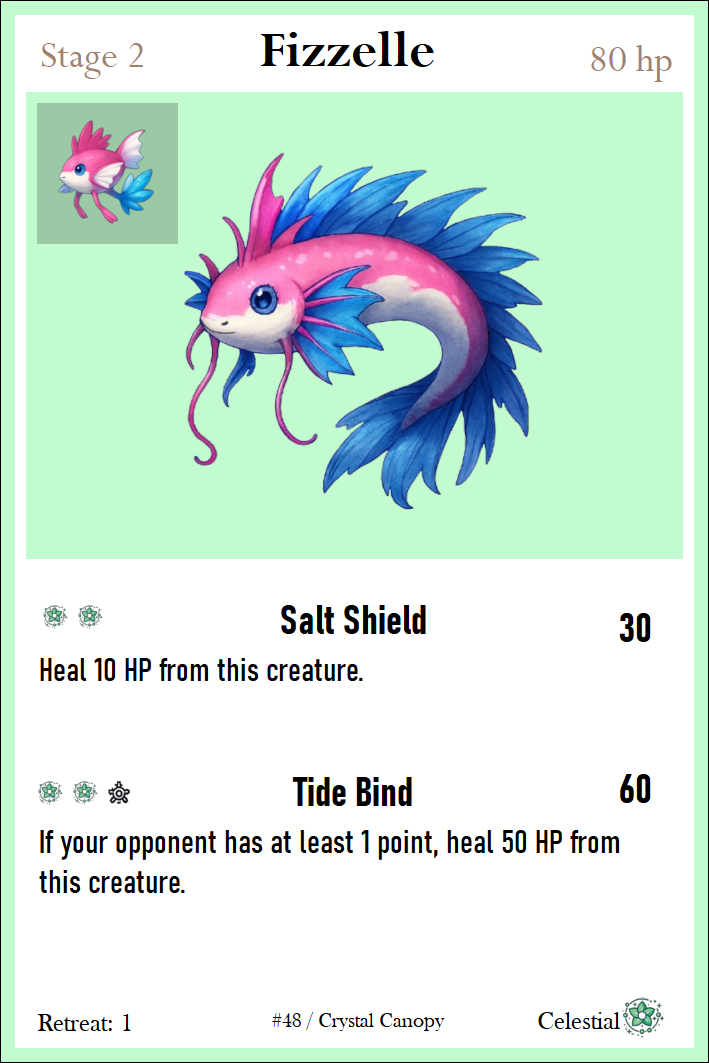 Stage 2
Fizzelle
80 hp
Salt Shield
30
Heal 10 HP from this creature.
Tide Bind
60
If your opponent has at least 1 point, heal 50 HP from
this creature.
Retreat: 1
#48 / Crystal Canopy
Celestial